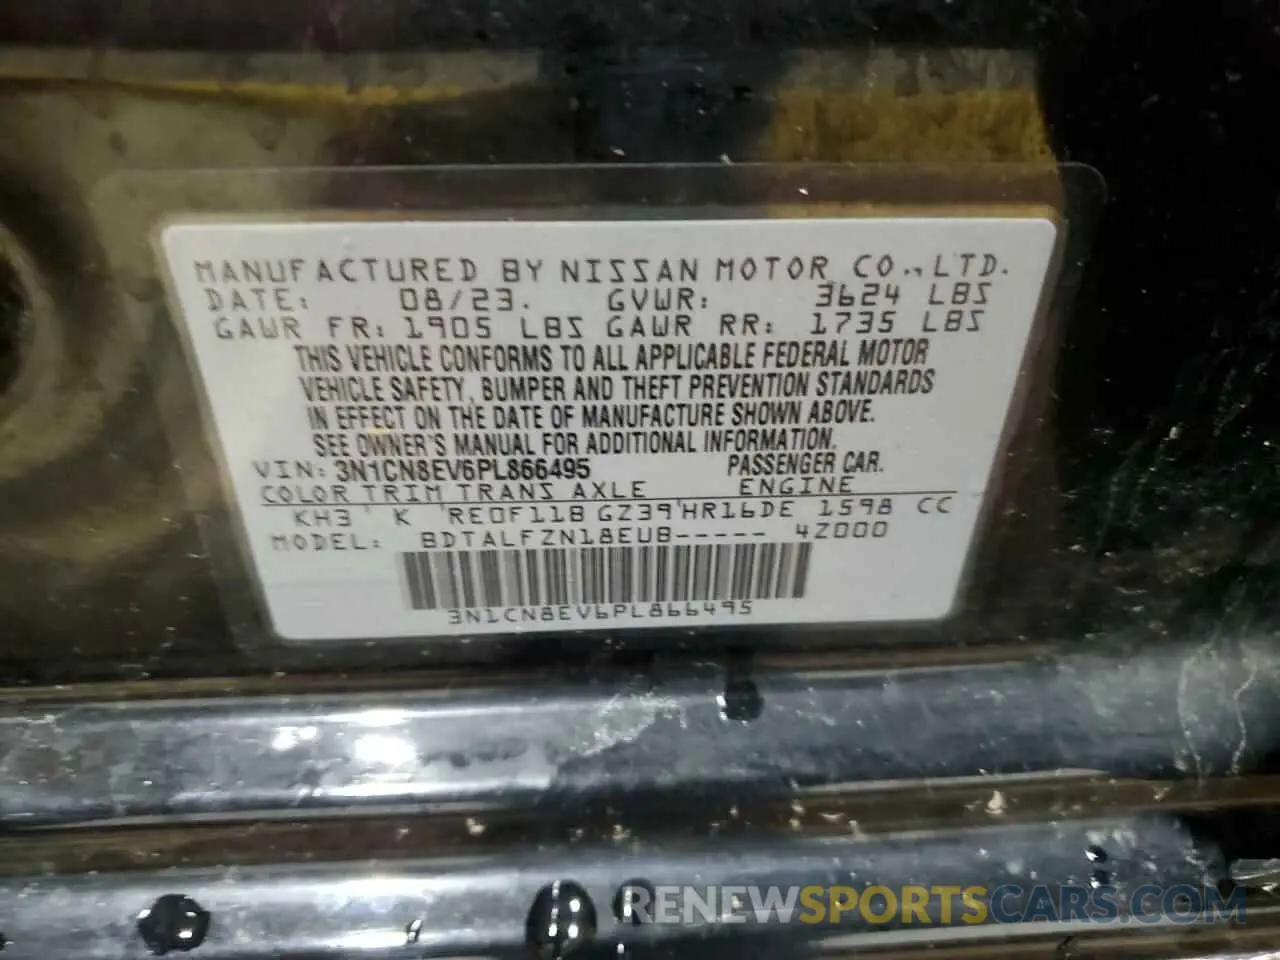 MANUFACTURED BY NISSAN MOTOR CO., LTD.
DATE: 08/23. GVWR: 3624 LBS
GAWR FR: 1905 LBS GAWR RR: 1735 LBS
THIS VEHICLE CONFORMS TO ALL APPLICABLE FEDERAL MOTOR
VEHICLE SAFETY, BUMPER AND THEFT PREVENTION STANDARDS
IN EFFECT ON THE DATE OF MANUFACTURE SHOWN ABOVE.
SEE OWNER'S MANUAL FOR ADDITIONAL INFORMATION.
VIN: 3N1CN8EV6PL866495 PASSENGER CAR.
COLOR TRIM TRANS AXLE ENGINE
KH3 ' K 'RE0F11B GZ39'HR16DE 1598 CC
MODEL: BDTALFZN18EUB----- 4Z000
3N1CN8EV6PL866495
RENEWSPORTSCARS.COM